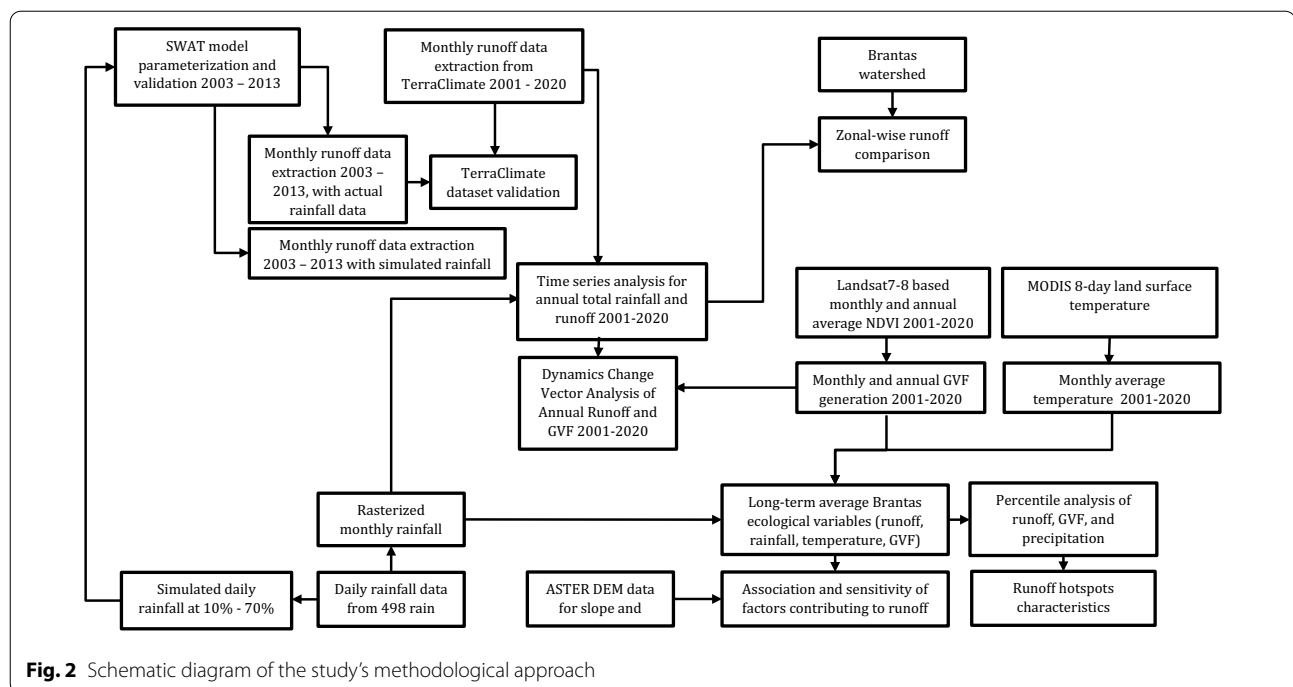 SWAT model
parameterization and
validation 2003 – 2013
Monthly runoff data
extraction from
TerraClimate 2001 - 2020
Brantas
watershed
Monthly runoff data
extraction 2003 –
2013, with actual
rainfall data
TerraClimate
dataset validation
Zonal-wise runoff
comparison
Monthly runoff data extraction
2003 – 2013 with simulated rainfall
Time series analysis for
annual total rainfall and
runoff 2001-2020
Landsat7-8 based
monthly and annual
average NDVI 2001-2020
MODIS 8-day land surface
temperature
Dynamics Change
Vector Analysis of
Annual Runoff and
GVF 2001-2020
Monthly and annual GVF
generation 2001-2020
Monthly average
temperature 2001-2020
Rasterized
monthly rainfall
Long-term average Brantas
ecological variables (runoff,
rainfall, temperature, GVF)
Percentile analysis of
runoff, GVF, and
precipitation
Simulated daily
rainfall at 10% - 70%
Daily rainfall data
from 498 rain
ASTER DEM data
for slope and
Association and sensitivity of
factors contributing to runoff
Runoff hotspots
characteristics
Fig. 2 Schematic diagram of the study's methodological approach